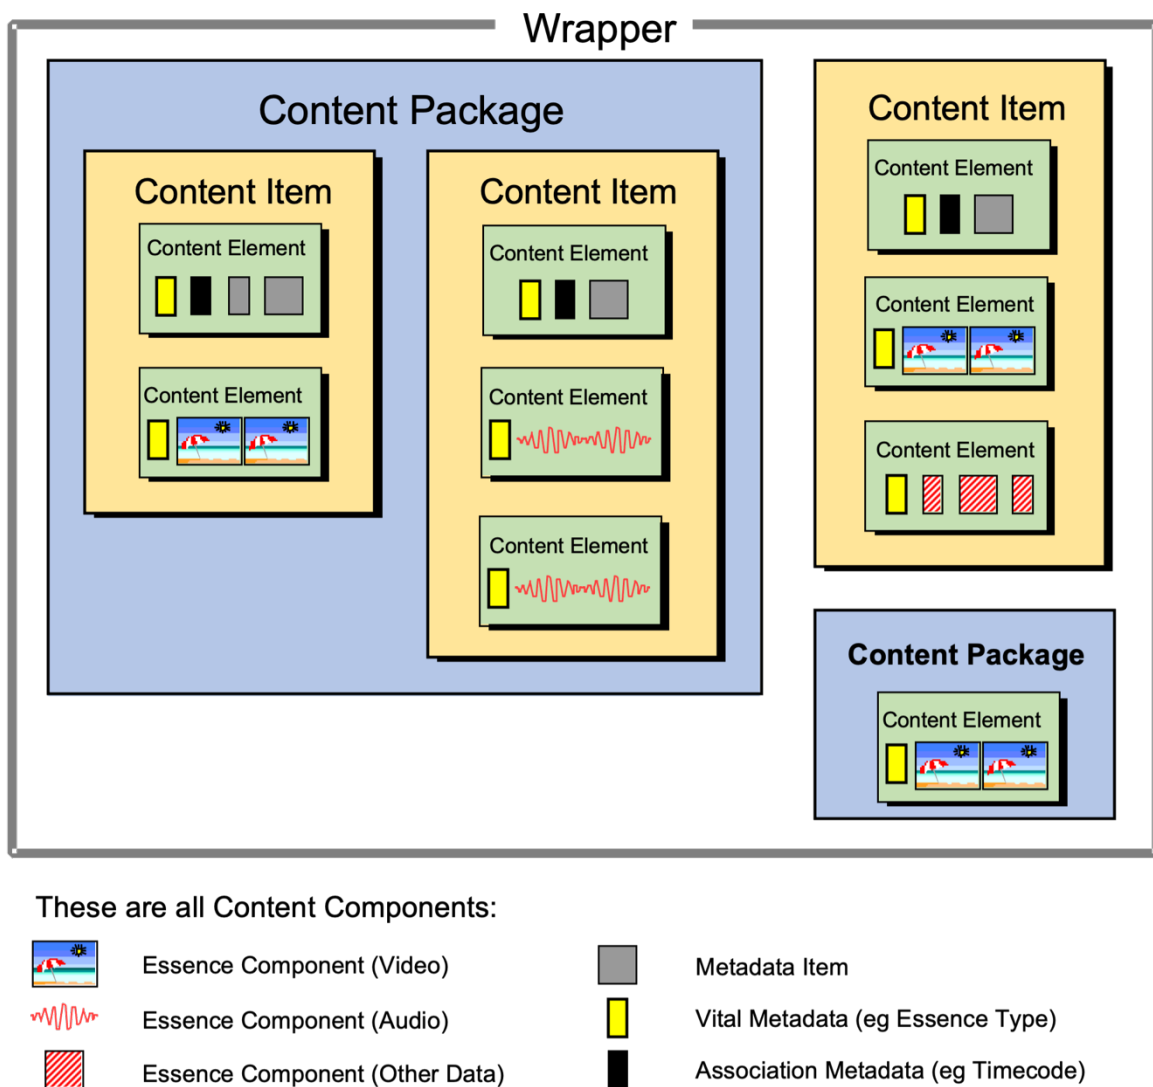 Wrapper
Content Package
Content Item
Content Element
Content Element
Content Item
Content Element
Content Element
Content Element
Content Item
Content Element
Content Element
Content Element
Content Package
Content Element
These are all Content Components:
Essence Component (Video)
Essence Component (Audio)
Essence Component (Other Data)
Metadata Item
Vital Metadata (eg Essence Type)
Association Metadata (eg Timecode)